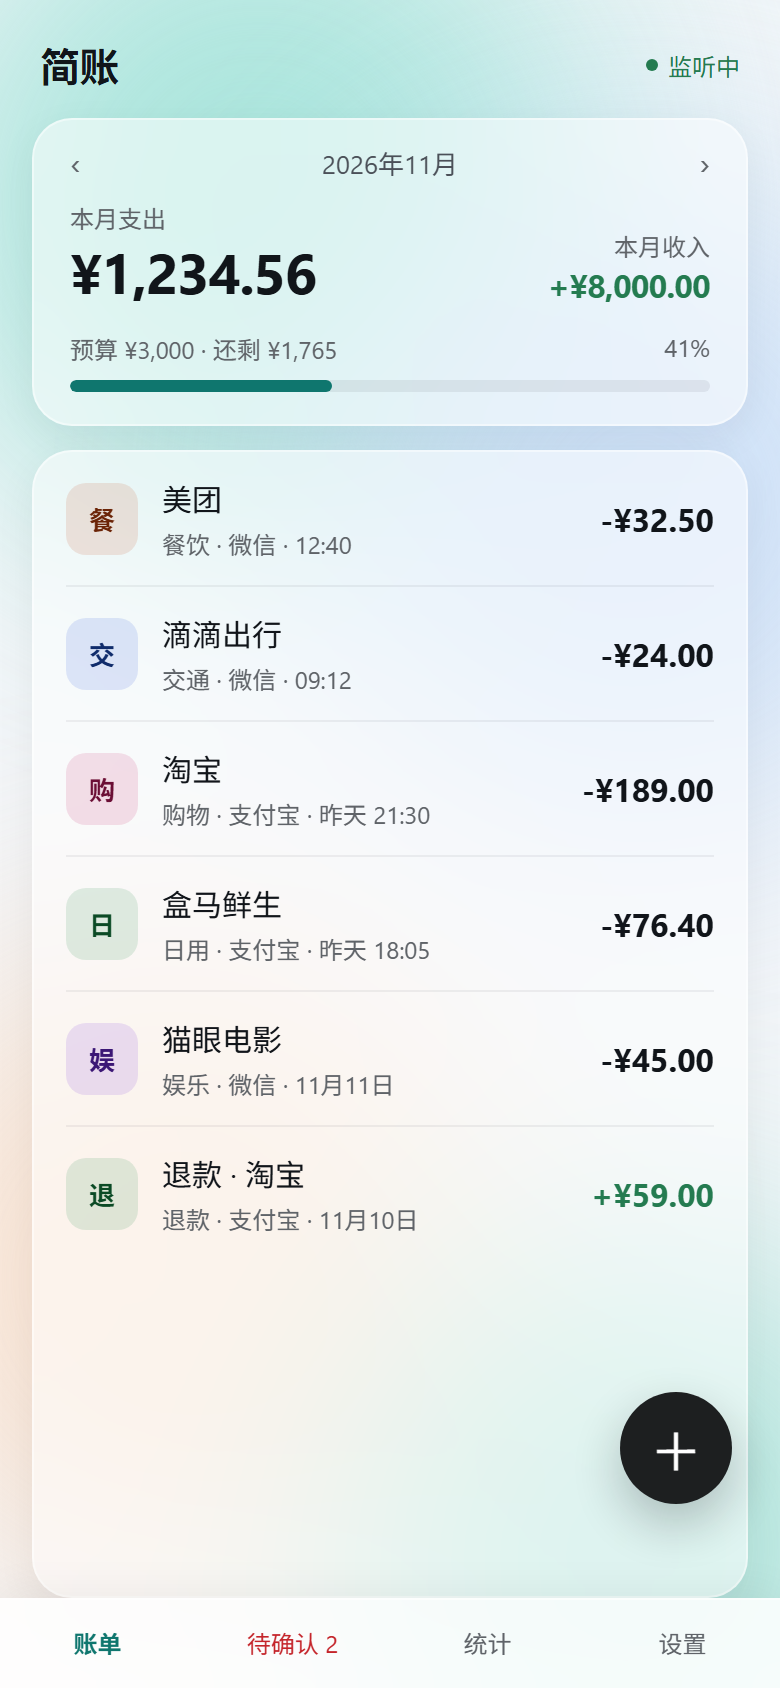 简账
监听中
‹ 2026年11月 ›
本月支出
¥1,234.56
本月收入
+¥8,000.00
预算 ¥3,000 · 还剩 ¥1,765
41%
餐
美团
餐饮 · 微信 · 12:40
-¥32.50
交
滴滴出行
交通 · 微信 · 09:12
-¥24.00
购
淘宝
购物 · 支付宝 · 昨天 21:30
-¥189.00
日
盒马鲜生
日用 · 支付宝 · 昨天 18:05
-¥76.40
娱
猫眼电影
娱乐 · 微信 · 11月11日
-¥45.00
退
退款 · 淘宝
退款 · 支付宝 · 11月10日
+¥59.00
+
账单
待确认 2
统计
设置